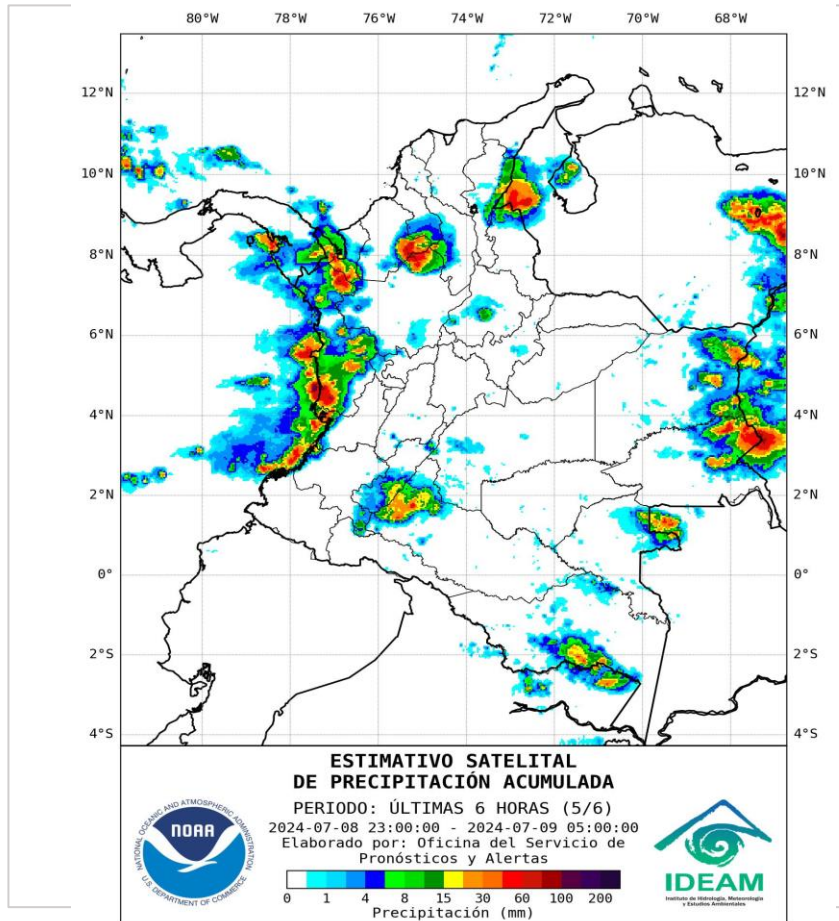 80°W 78°W 76°W 74°W 72°W 70°W 68°W
12°N 12°N
10°N 10°N
8°N 8°N
6°N 6°N
4°N 4°N
2°N 2°N
0° 0°
2°S 2°S
4°S 4°S
ESTIMATIVO SATELITAL
DE PRECIPITACIÓN ACUMULADA
PERIODO: ÚLTIMAS 6 HORAS (5/6)
2024-07-08 23:00:00 - 2024-07-09 05:00:00
Elaborado por: Oficina del Servicio de
Pronósticos y Alertas
0 1 4 8 15 30 60 100 200
Precipitación (mm)
NATIONAL OCEANIC AND ATMOSPHERIC ADMINISTRATION
NOAA
U.S. DEPARTMENT OF COMMERCE
IDEAM
Instituto de Hidrología, Meteorología
y Estudios Ambientales